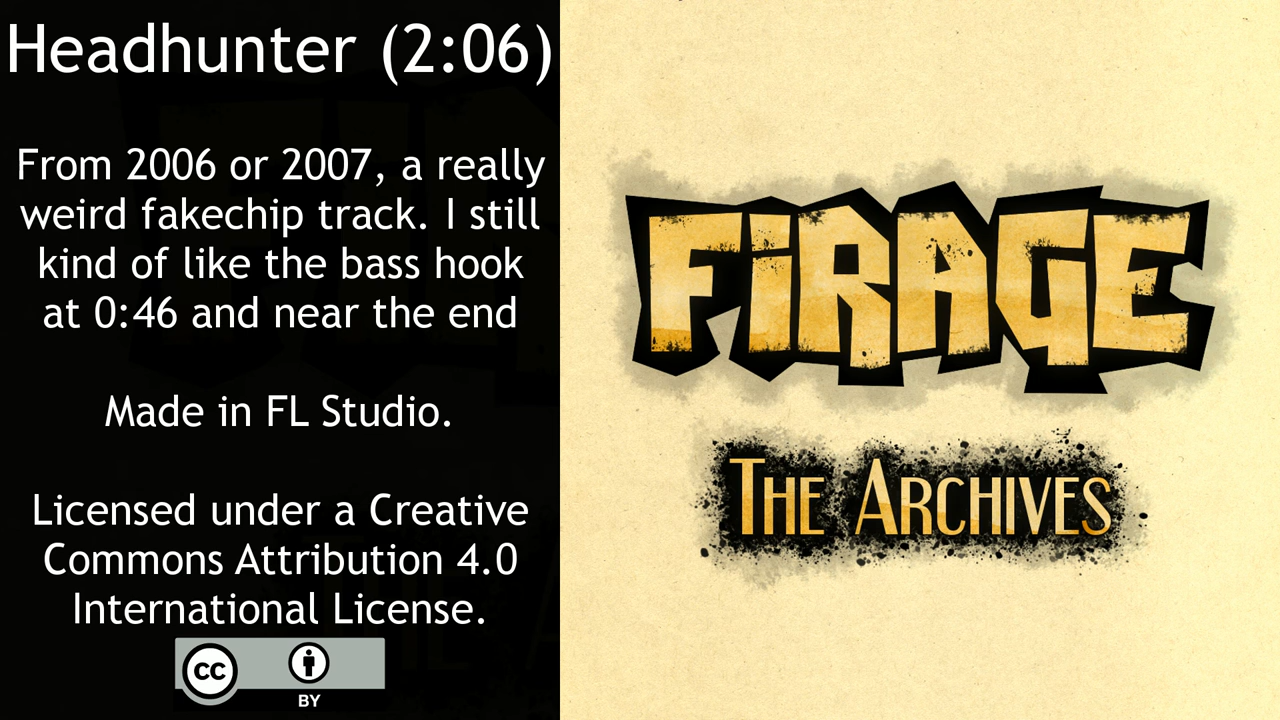 Headhunter (2:06)
From 2006 or 2007, a really
weird fakechip track. I still
kind of like the bass hook
at 0:46 and near the end
Made in FL Studio.
Licensed under a Creative
Commons Attribution 4.0
International License.
cc
BY
FiRAGE
The Archives